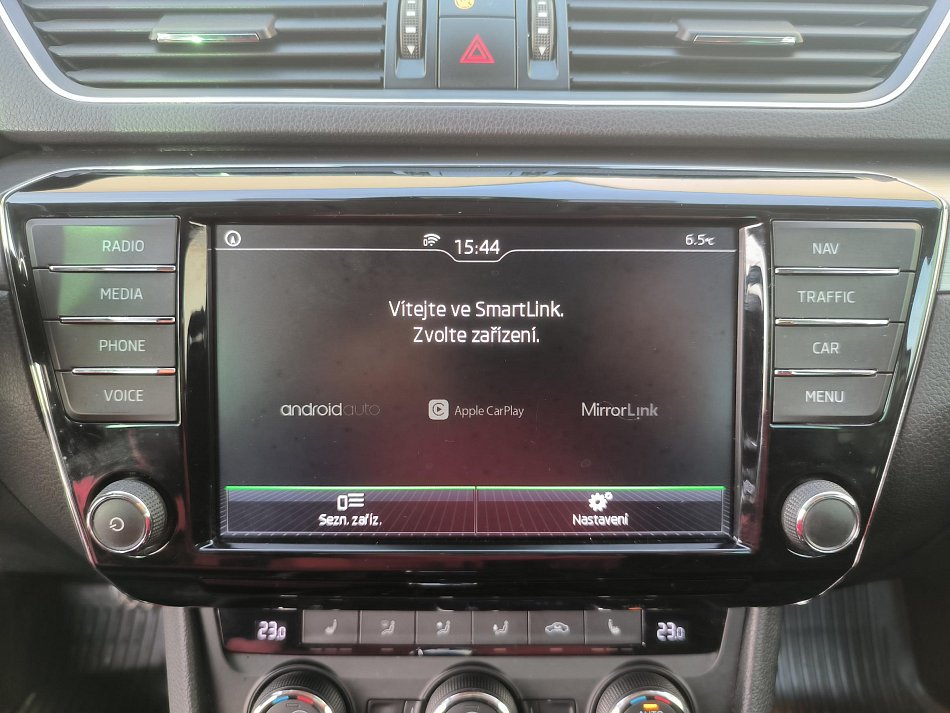 15:44
6.5°C
Vítejte ve SmartLink.
Zvolte zařízení.
androidauto
Apple CarPlay
MirrorLink
Sezn. zaříz.
Nastavení
RADIO
MEDIA
PHONE
VOICE
NAV
TRAFFIC
CAR
MENU
23.0
23.0
AUTO